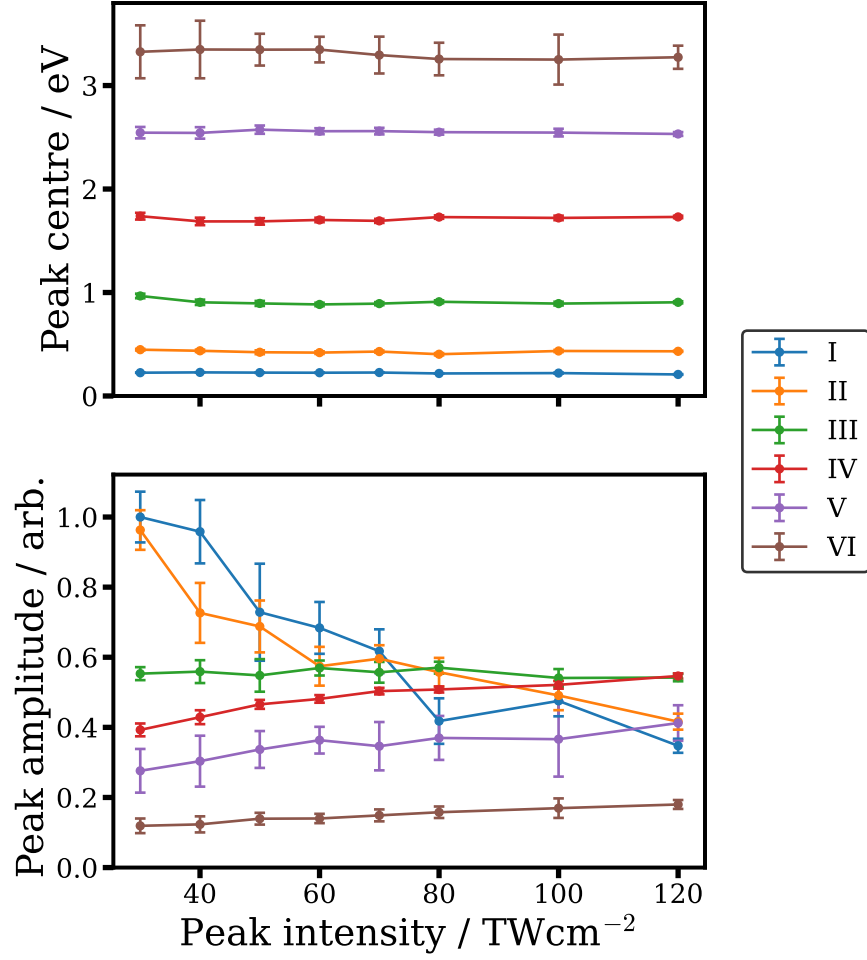 Peak centre / eV
3
2
1
0
Peak amplitude / arb.
1.0
0.8
0.6
0.4
0.2
0.0
40
60
80
100
120
Peak intensity / TWcm⁻²
I
II
III
IV
V
VI